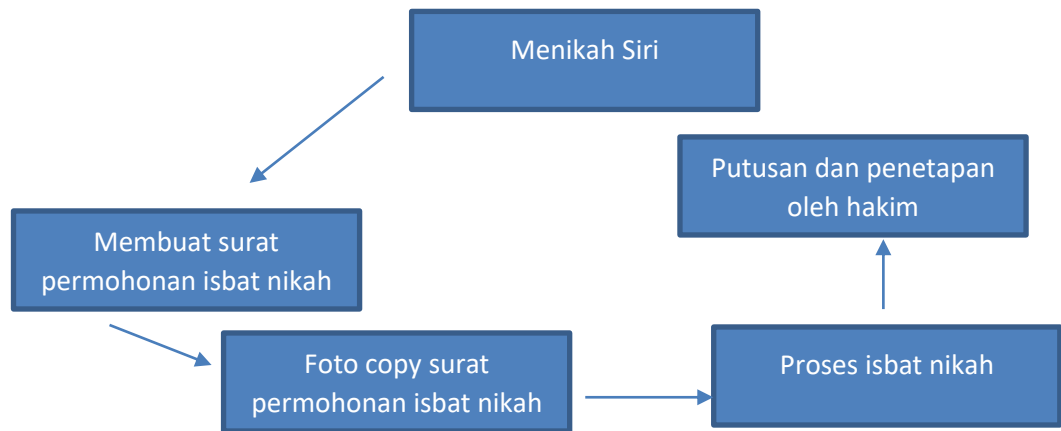 Menikah Siri
Membuat surat
permohonan isbat nikah
Foto copy surat
permohonan isbat nikah
Proses isbat nikah
Putusan dan penetapan
oleh hakim